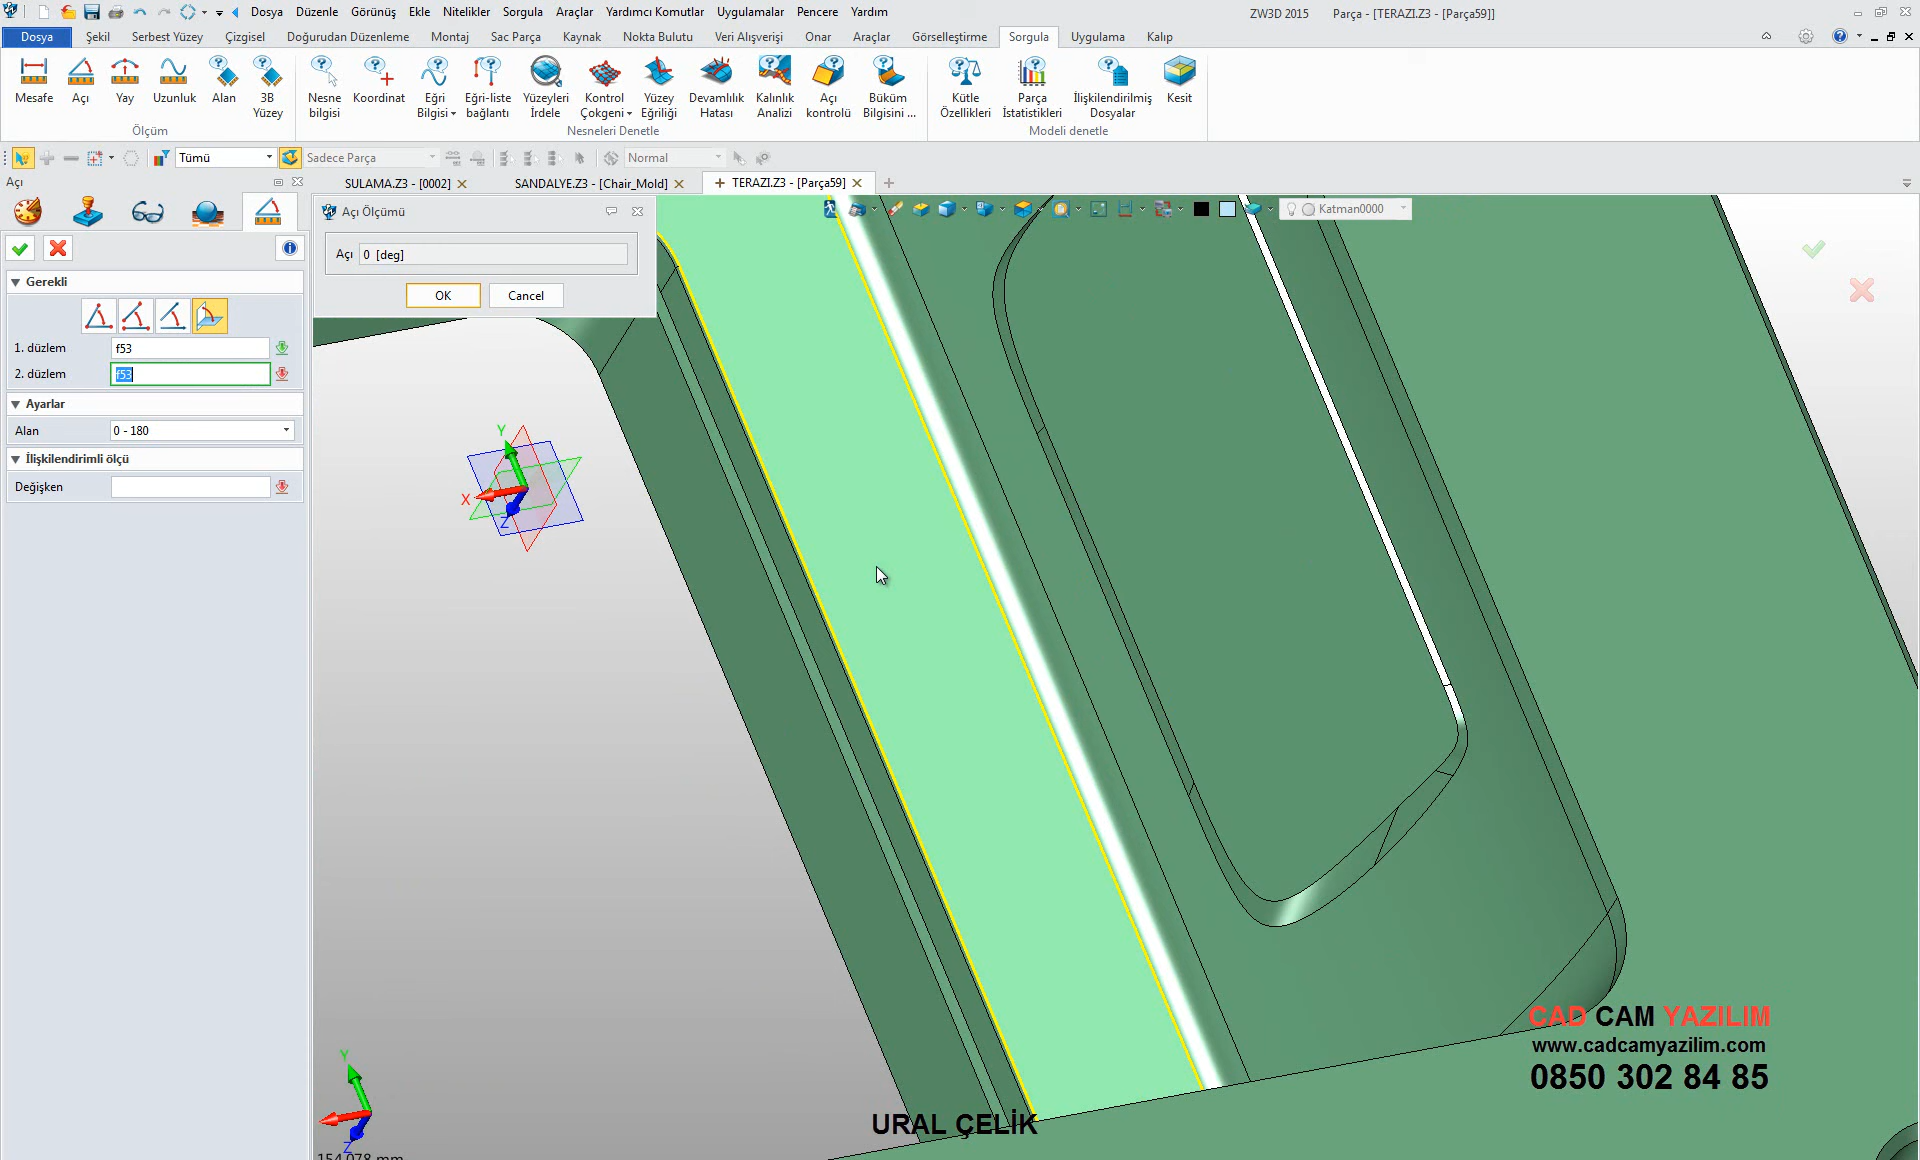 Dosya Düzenle Görünüş Ekle Nitelikler Sorgula Araçlar Yardımcı Komutlar Uygulamalar Pencere Yardım
ZW3D 2015 Parça - [TERAZI.Z3 - [Parça59]]
Dosya Şekil Serbest Yüzey Çizgisel Doğurudan Düzenleme Montaj Sac Parça Kaynak Nokta Bulutu Veri Alışverişi Onar Araçlar Görselleştirme Sorgula Uygulama Kalıp
Mesafe Açı Yay Uzunluk Alan 3B Yüzey
Nesne bilgisi Koordinat Eğri Bilgisi Eğri-liste bağlantı Yüzeyleri İrdele Kontrol Çokgeni Yüzey Eğriliği Devamlılık Hatası Kalınlık Analizi Açı kontrolü Büküm Bilgisini ...
Kütle Özellikleri Parça İstatistikleri İlişkilendirilmiş Dosyalar Kesit
Ölçüm Nesneleri Denetle Modeli denetle
Tümü Sadece Parça Normal
Açı
SULAMA.Z3 - [0002] SANDALYE.Z3 - [Chair_Mold] TERAZI.Z3 - [Parça59]
Açı Ölçümü
Katman0000
Açı 0 [deg]
OK Cancel
Gerekli
1. düzlem f53
2. düzlem f53
Ayarlar
Alan 0 - 180
İlişkilendirimli ölçü
Değişken
Y
X
Z
CAD CAM YAZILIM
www.cadcamyazilim.com
0850 302 84 85
URAL ÇELİK
Y
Z
154.078 mm